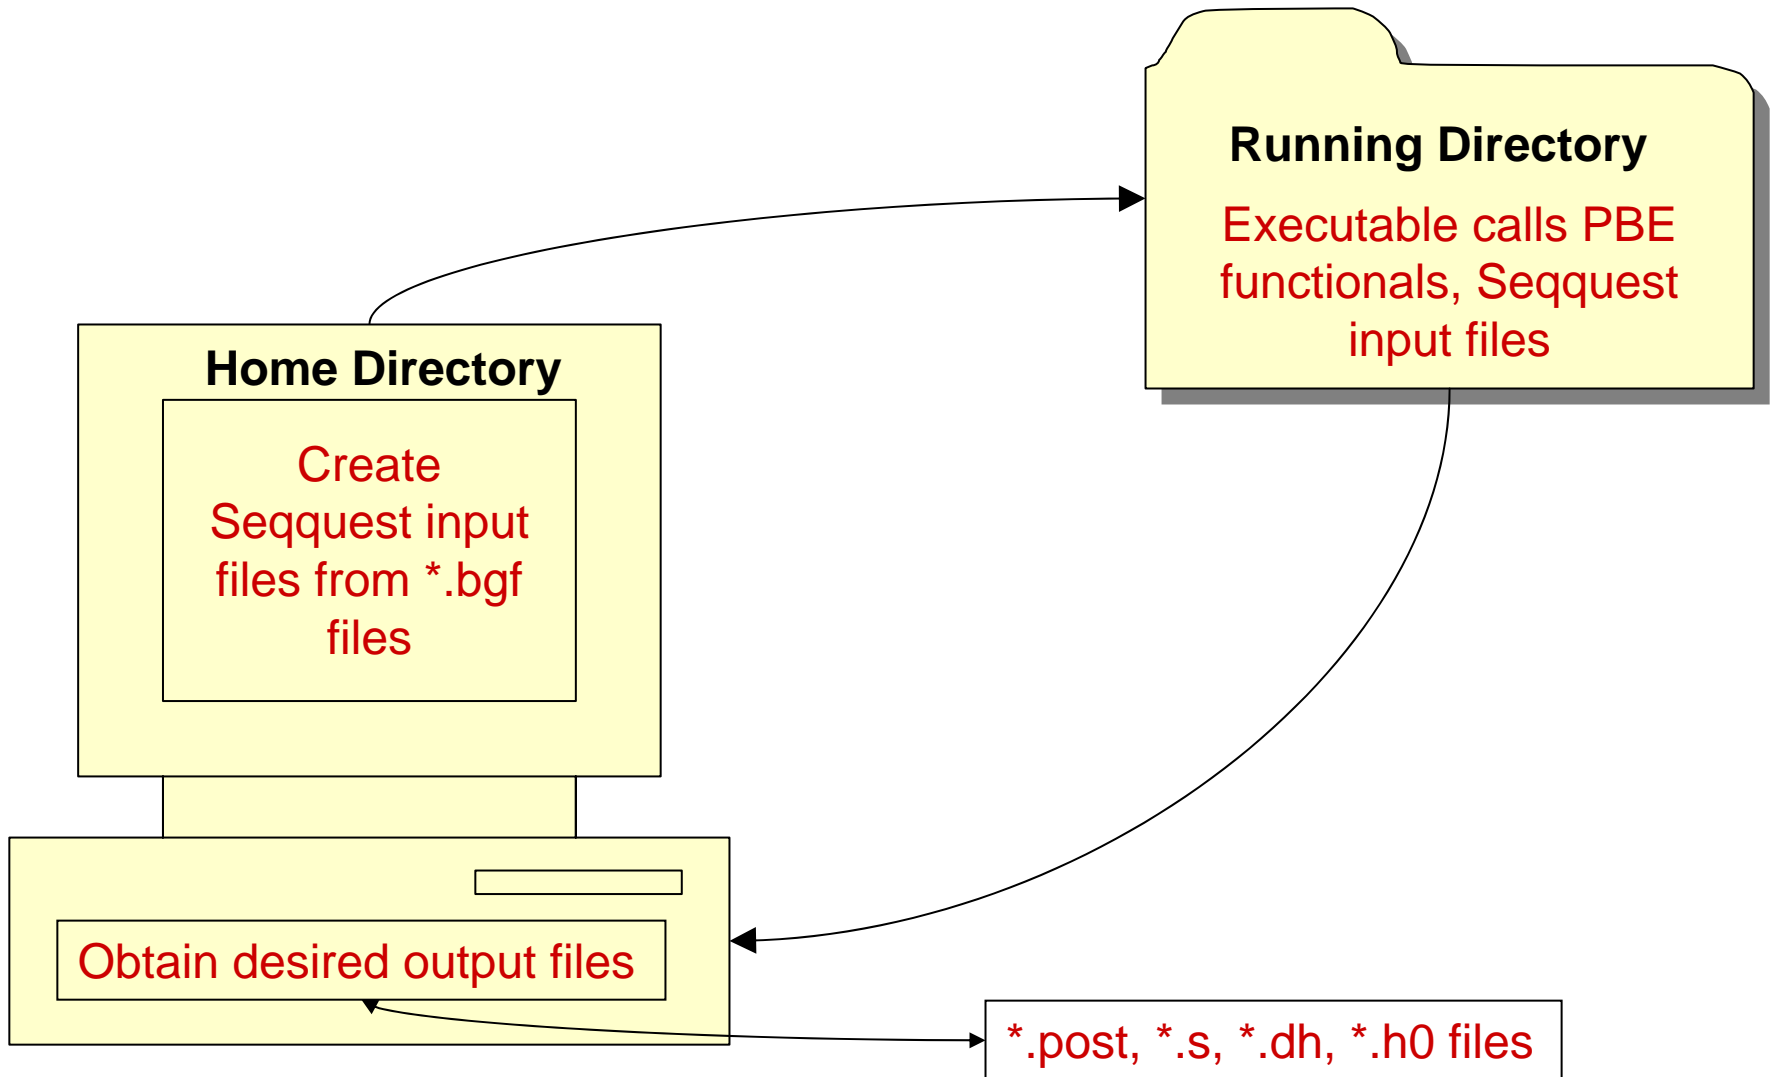 Running Directory
Executable calls PBE
functionals, Seqquest
input files
Home Directory
Create
Seqquest input
files from *.bgf
files
Obtain desired output files
*.post, *.s, *.dh, *.h0 files